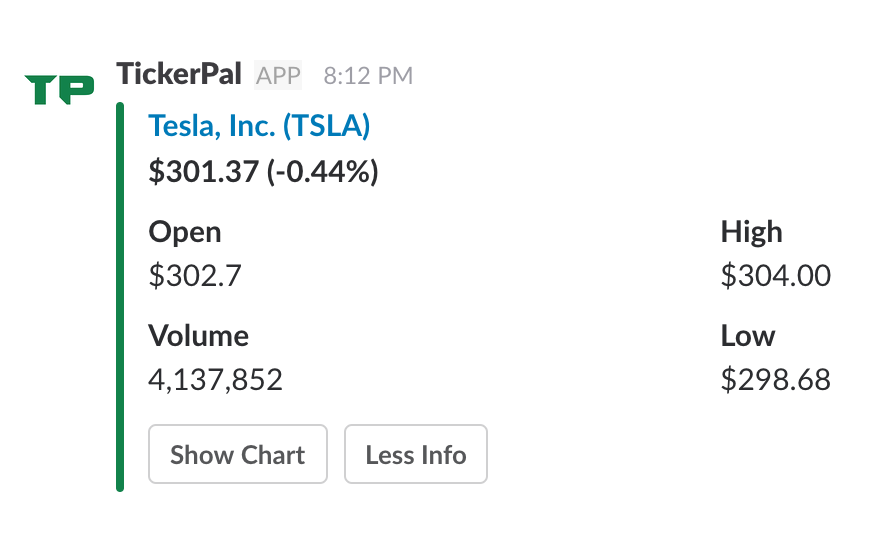 TP
TickerPal APP 8:12 PM
Tesla, Inc. (TSLA)
$301.37 (-0.44%)
Open High
$302.7 $304.00
Volume Low
4,137,852 $298.68
Show Chart Less Info